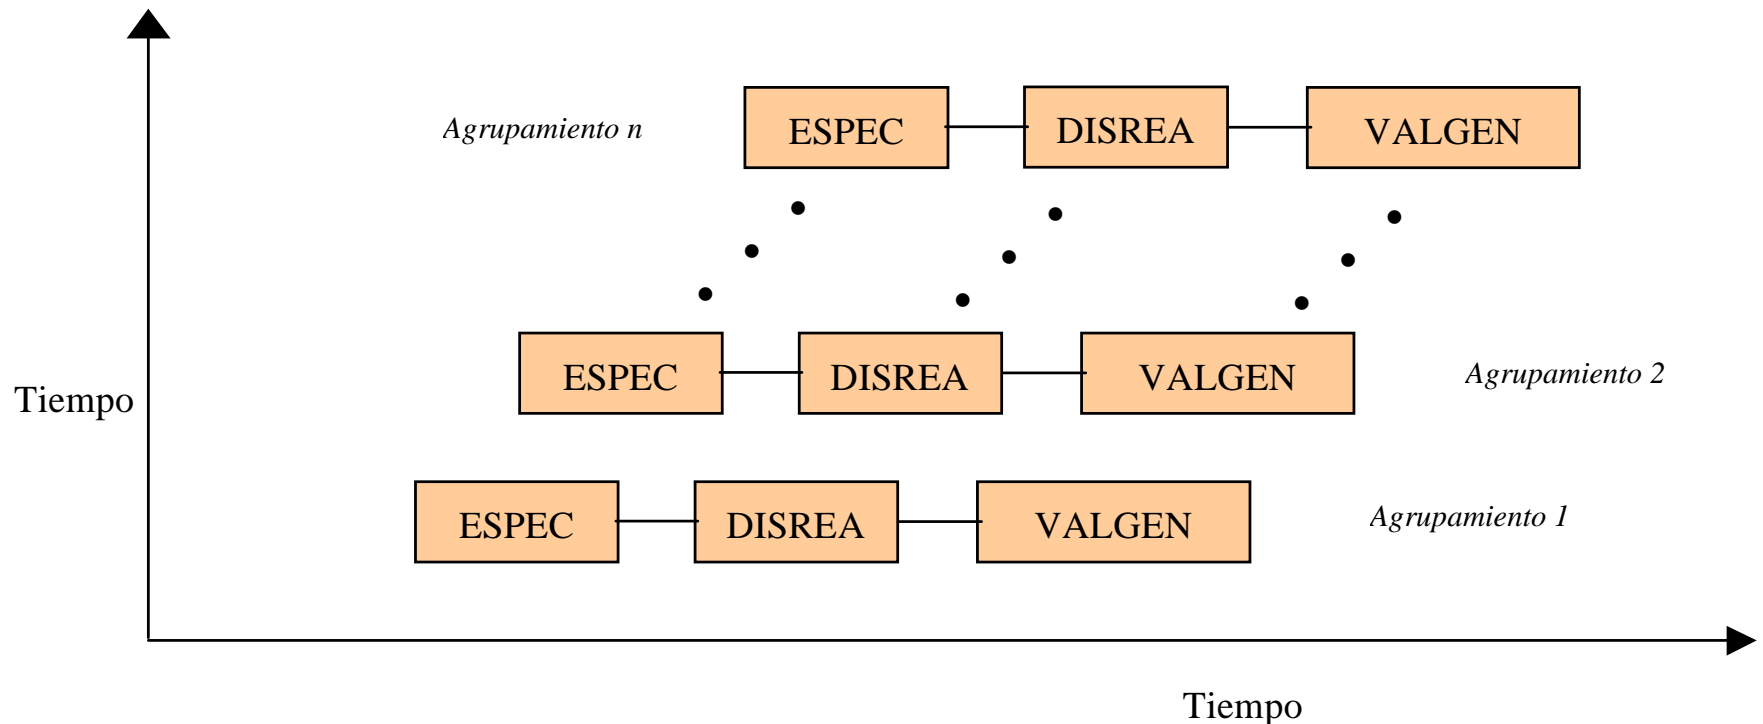 Agrupamiento n ESPEC DISREA VALGEN
ESPEC DISREA VALGEN Agrupamiento 2
Tiempo
ESPEC DISREA VALGEN Agrupamiento 1
Tiempo